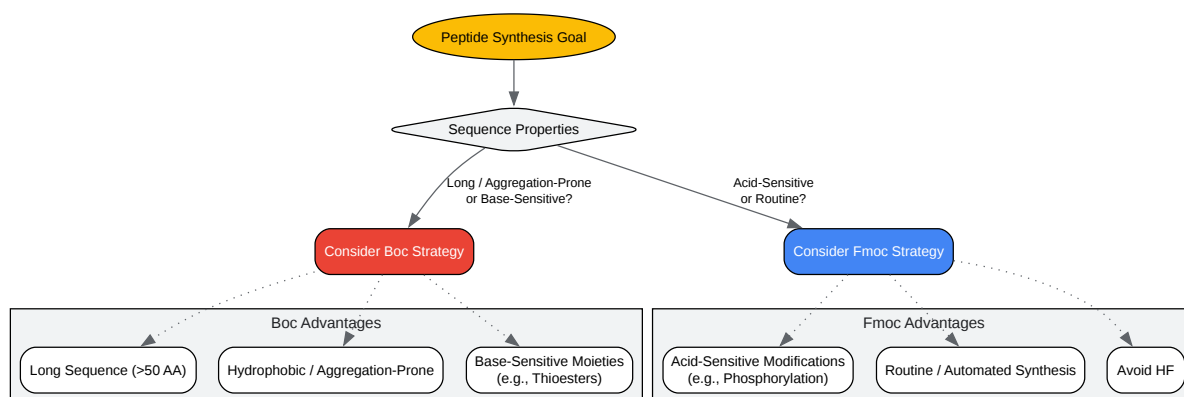 Peptide Synthesis Goal
Sequence Properties
Long / Aggregation-Prone
or Base-Sensitive?
Acid-Sensitive
or Routine?
Consider Boc Strategy
Consider Fmoc Strategy
Boc Advantages
Long Sequence (>50 AA)
Hydrophobic / Aggregation-Prone
Base-Sensitive Moieties
(e.g., Thioesters)
Fmoc Advantages
Acid-Sensitive Modifications
(e.g., Phosphorylation)
Routine / Automated Synthesis
Avoid HF